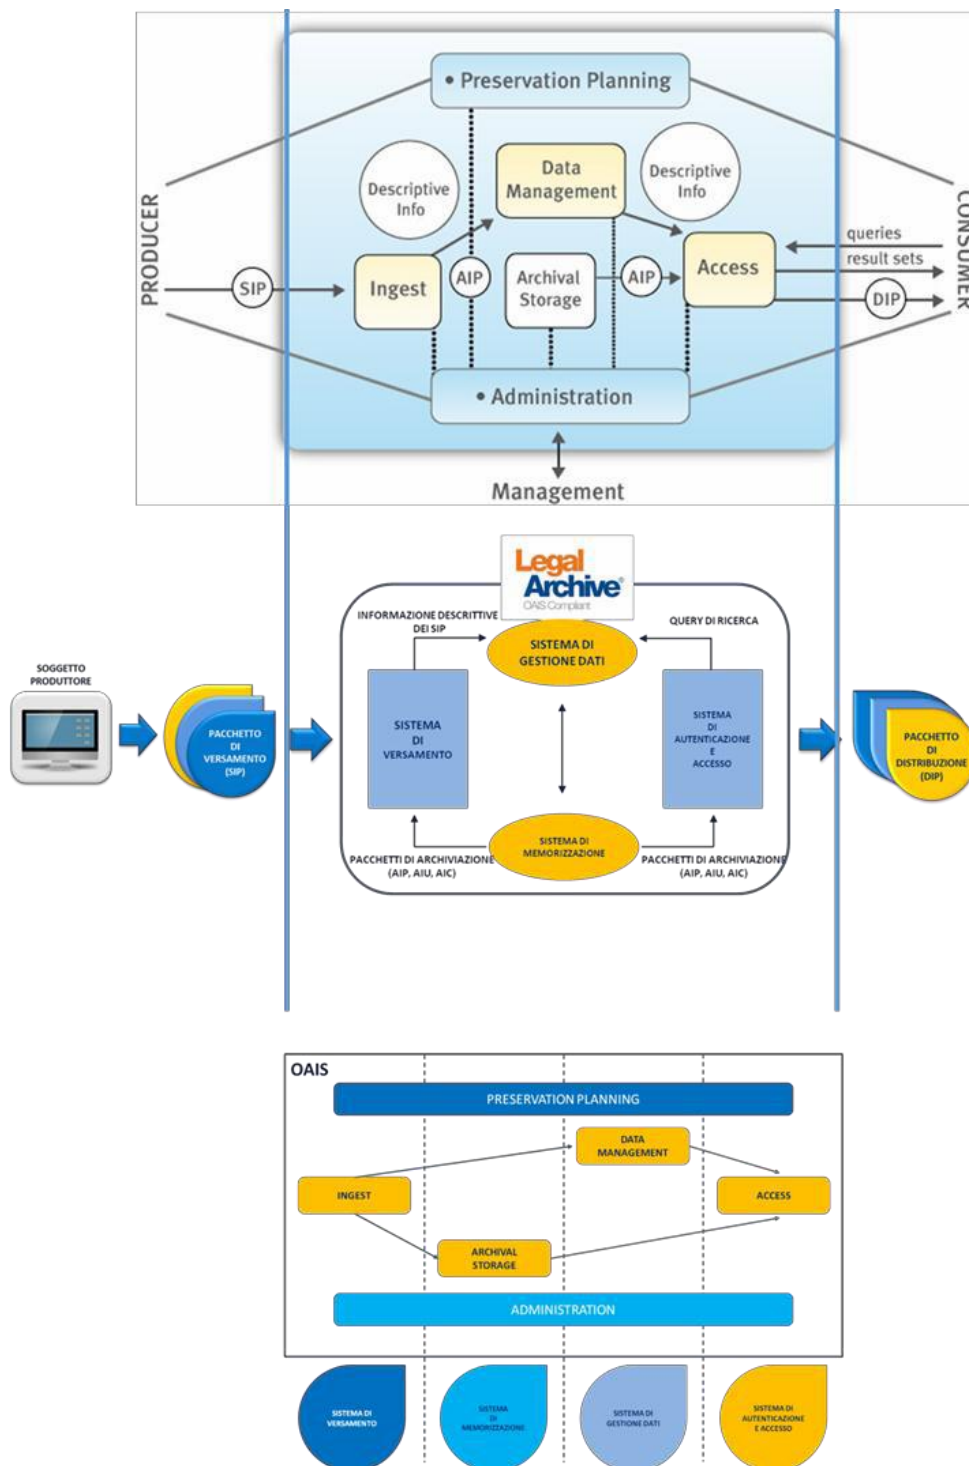 • Preservation Planning
Descriptive
Info
Data
Management
Descriptive
Info
PRODUCER
CONSUMER
queries
result sets
SIP
Ingest
AIP
Archival
Storage
AIP
Access
DIP
• Administration
Management
Legal
Archive®
OAIS Compliant
INFORMAZIONE DESCRITTIVE
DEI SIP
QUERY DI RICERCA
SISTEMA DI
GESTIONE DATI
SOGGETTO
PRODUTTORE
PACCHETTO
DI
VERSAMENTO
(SIP)
SISTEMA
DI
VERSAMENTO
SISTEMA
DI
AUTENTICAZIONE
E
ACCESSO
PACCHETTO
DI
DISTRIBUZIONE
(DIP)
SISTEMA DI
MEMORIZZAZIONE
PACCHETTI DI ARCHIVIAZIONE
(AIP, AIU, AIC)
PACCHETTI DI ARCHIVIAZIONE
(AIP, AIU, AIC)
OAIS
PRESERVATION PLANNING
DATA
MANAGEMENT
INGEST
ACCESS
ARCHIVAL
STORAGE
ADMINISTRATION
SISTEMA DI
VERSAMENTO
SISTEMA
DI
MEMORIZZAZIONE
SISTEMA DI
GESTIONE DATI
SISTEMA DI
AUTENTICAZIONE
E ACCESSO